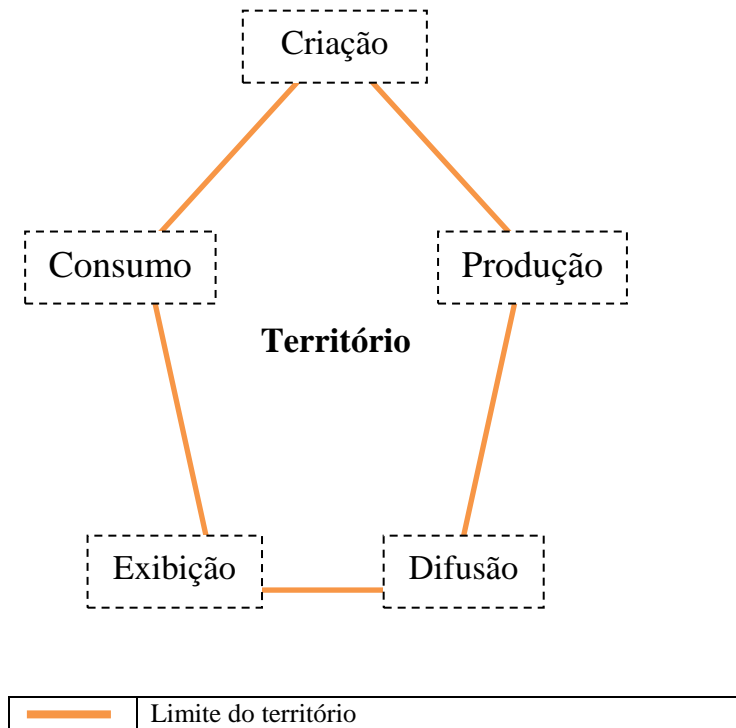 Criação
Consumo
Produção
Território
Exibição
Difusão
Limite do território